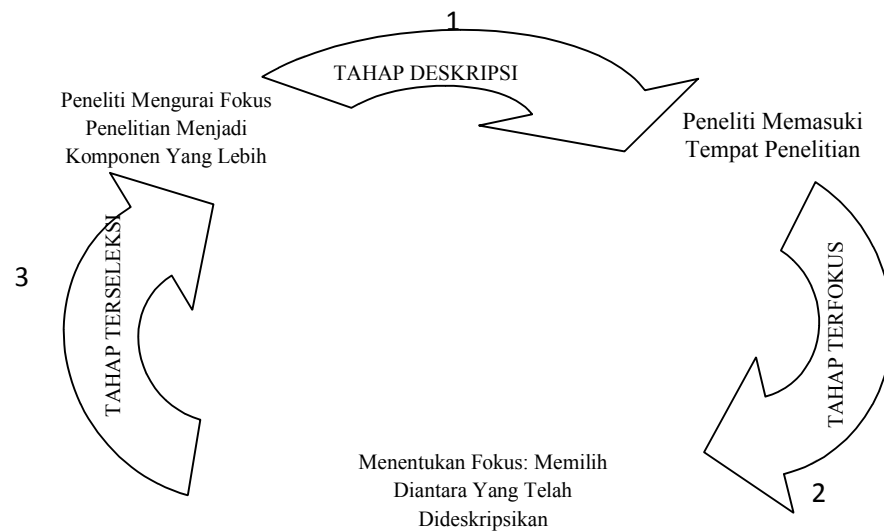 1
TAHAP DESKRIPSI
Peneliti Memasuki
Tempat Penelitian
TAHAP TERFOKUS
2
Menentukan Fokus: Memilih
Diantara Yang Telah
Dideskripsikan
3
TAHAP TERSELEKSI
Peneliti Mengurai Fokus
Penelitian Menjadi
Komponen Yang Lebih